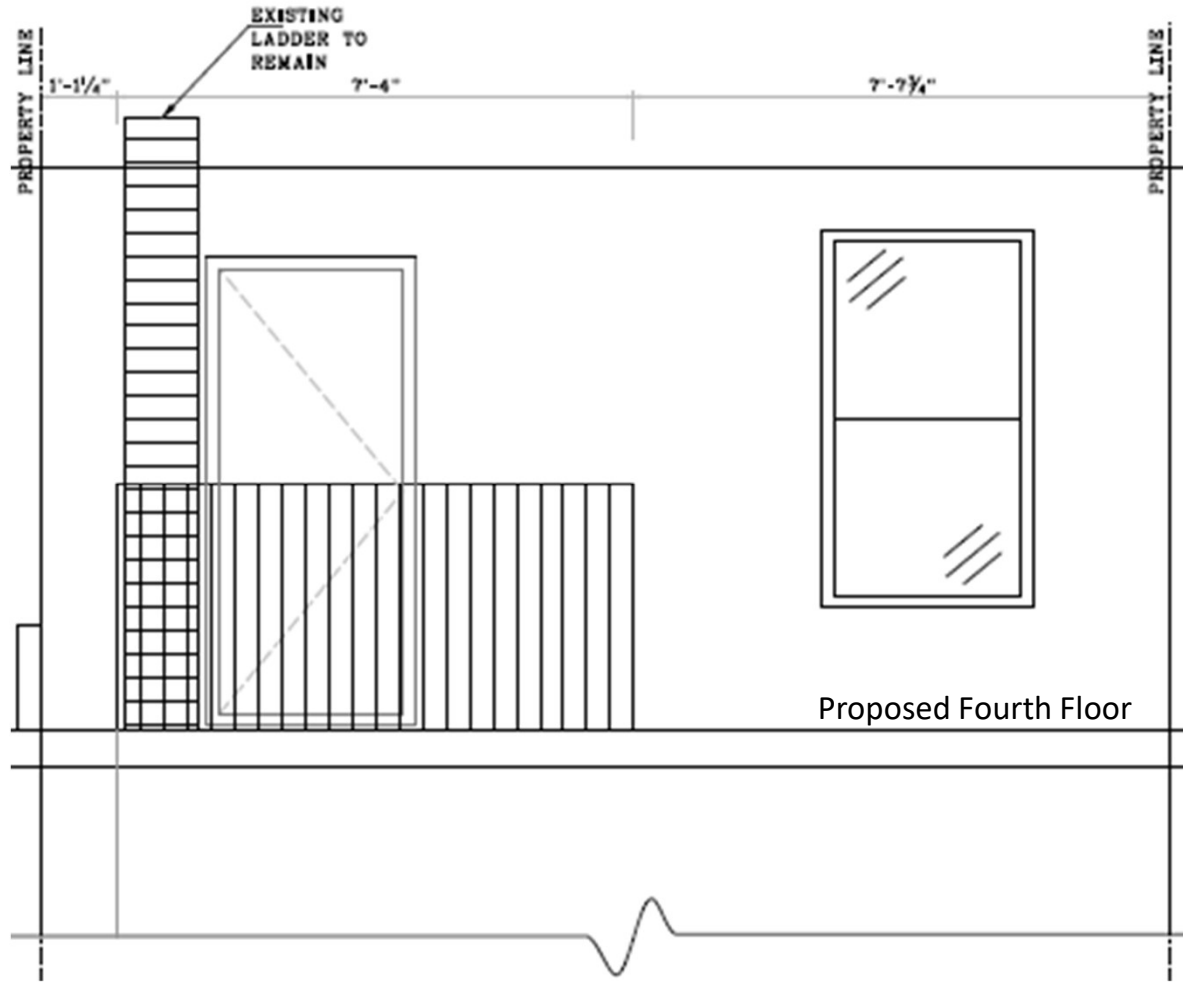 EXISTING
LADDER TO
REMAIN
PROPERTY LINE
1'-1¼"
7'-4"
7'-7¾"
PROPERTY LINE
Proposed Fourth Floor